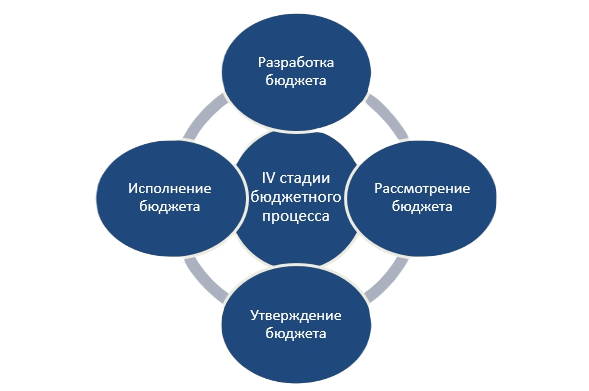 Разработка
бюджета
IV стадии
бюджетного
процесса
Исполнение
бюджета
Рассмотрение
бюджета
Утверждение
бюджета